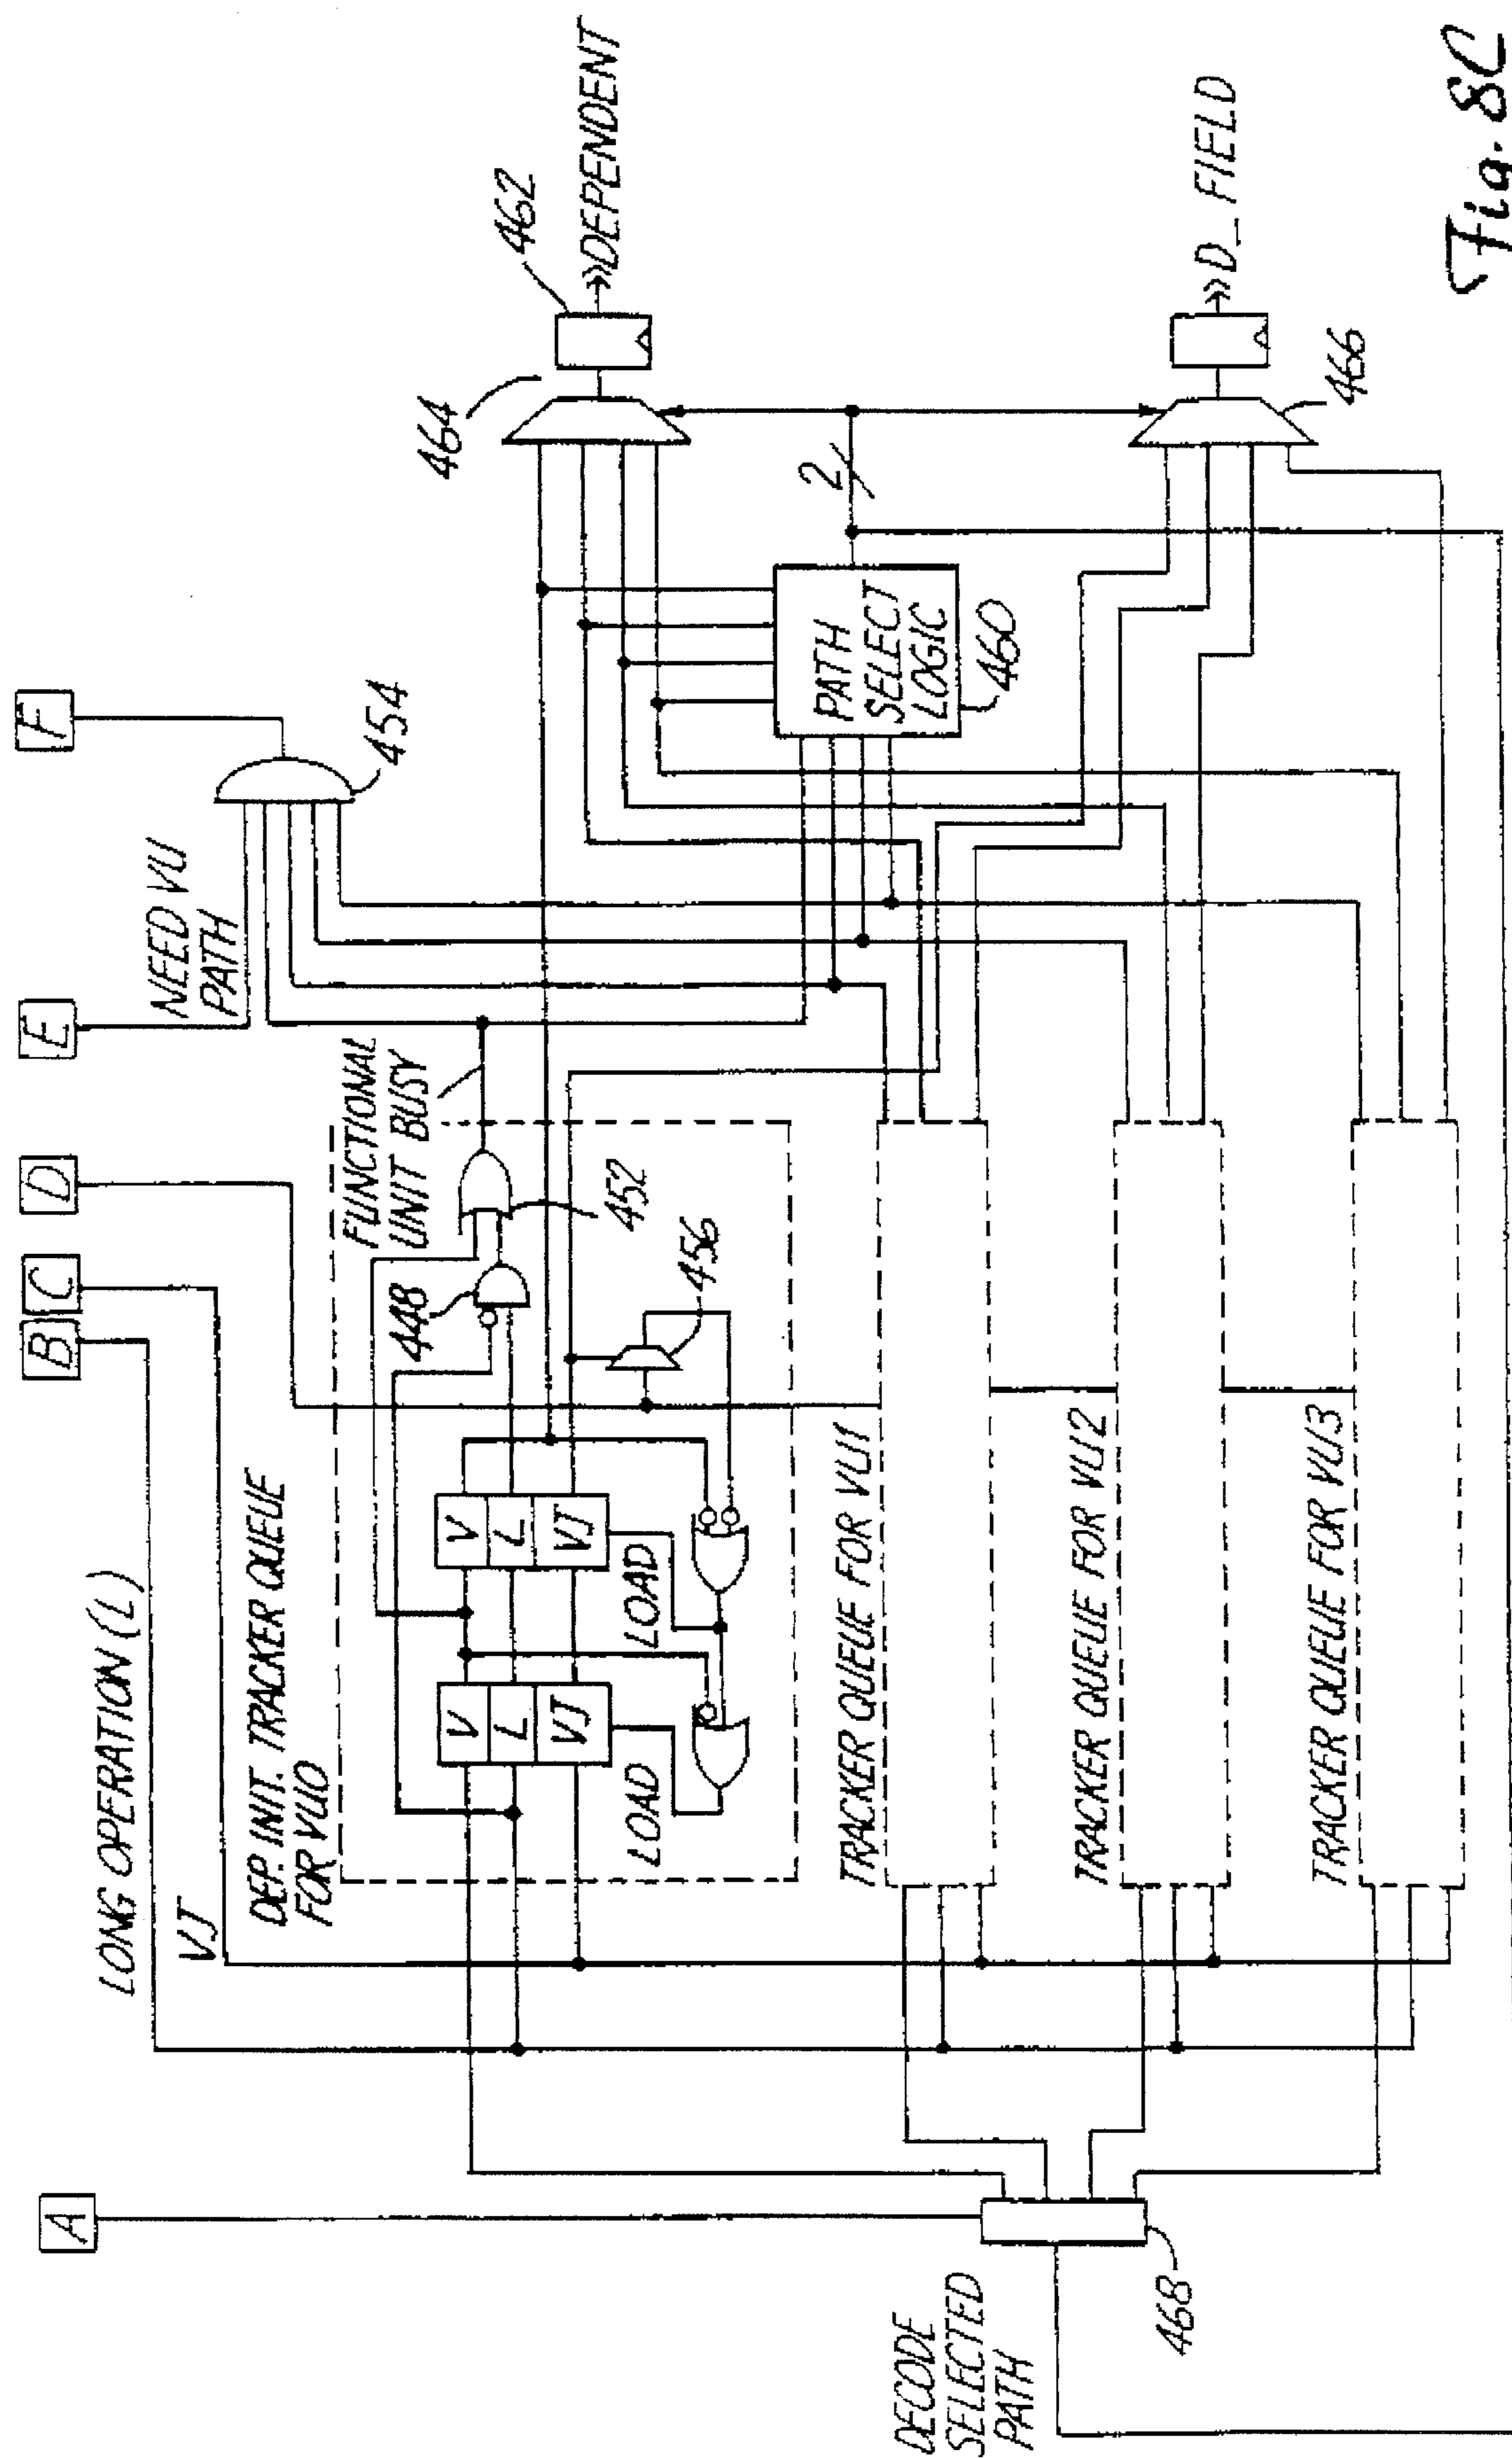 A
B
C
D
E
F
LONG OPERATION (L)
VJ
DEP. INIT. TRACKER QUEUE
FOR VU0
FUNCTIONAL
UNIT BUSY
NEED VU
PATH
454
V
L
VJ
LOAD
V
L
VJ
LOAD
448
452
456
464
462
DEPENDENT
PATH
SELECT
LOGIC
460
2
TRACKER QUEUE FOR VU1
TRACKER QUEUE FOR VU2
TRACKER QUEUE FOR VU3
D_FIELD
466
DECODE
SELECTED
PATH
468
Fig. 8C